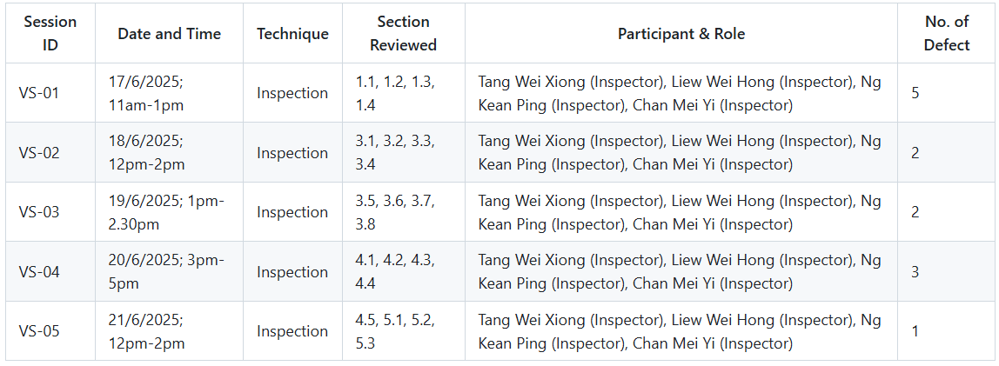 Session ID | Date and Time | Technique | Section Reviewed | Participant & Role | No. of Defect
VS-01 | 17/6/2025; 11am-1pm | Inspection | 1.1, 1.2, 1.3, 1.4 | Tang Wei Xiong (Inspector), Liew Wei Hong (Inspector), Ng Kean Ping (Inspector), Chan Mei Yi (Inspector) | 5
VS-02 | 18/6/2025; 12pm-2pm | Inspection | 3.1, 3.2, 3.3, 3.4 | Tang Wei Xiong (Inspector), Liew Wei Hong (Inspector), Ng Kean Ping (Inspector), Chan Mei Yi (Inspector) | 2
VS-03 | 19/6/2025; 1pm-2.30pm | Inspection | 3.5, 3.6, 3.7, 3.8 | Tang Wei Xiong (Inspector), Liew Wei Hong (Inspector), Ng Kean Ping (Inspector), Chan Mei Yi (Inspector) | 2
VS-04 | 20/6/2025; 3pm-5pm | Inspection | 4.1, 4.2, 4.3, 4.4 | Tang Wei Xiong (Inspector), Liew Wei Hong (Inspector), Ng Kean Ping (Inspector), Chan Mei Yi (Inspector) | 3
VS-05 | 21/6/2025; 12pm-2pm | Inspection | 4.5, 5.1, 5.2, 5.3 | Tang Wei Xiong (Inspector), Liew Wei Hong (Inspector), Ng Kean Ping (Inspector), Chan Mei Yi (Inspector) | 1